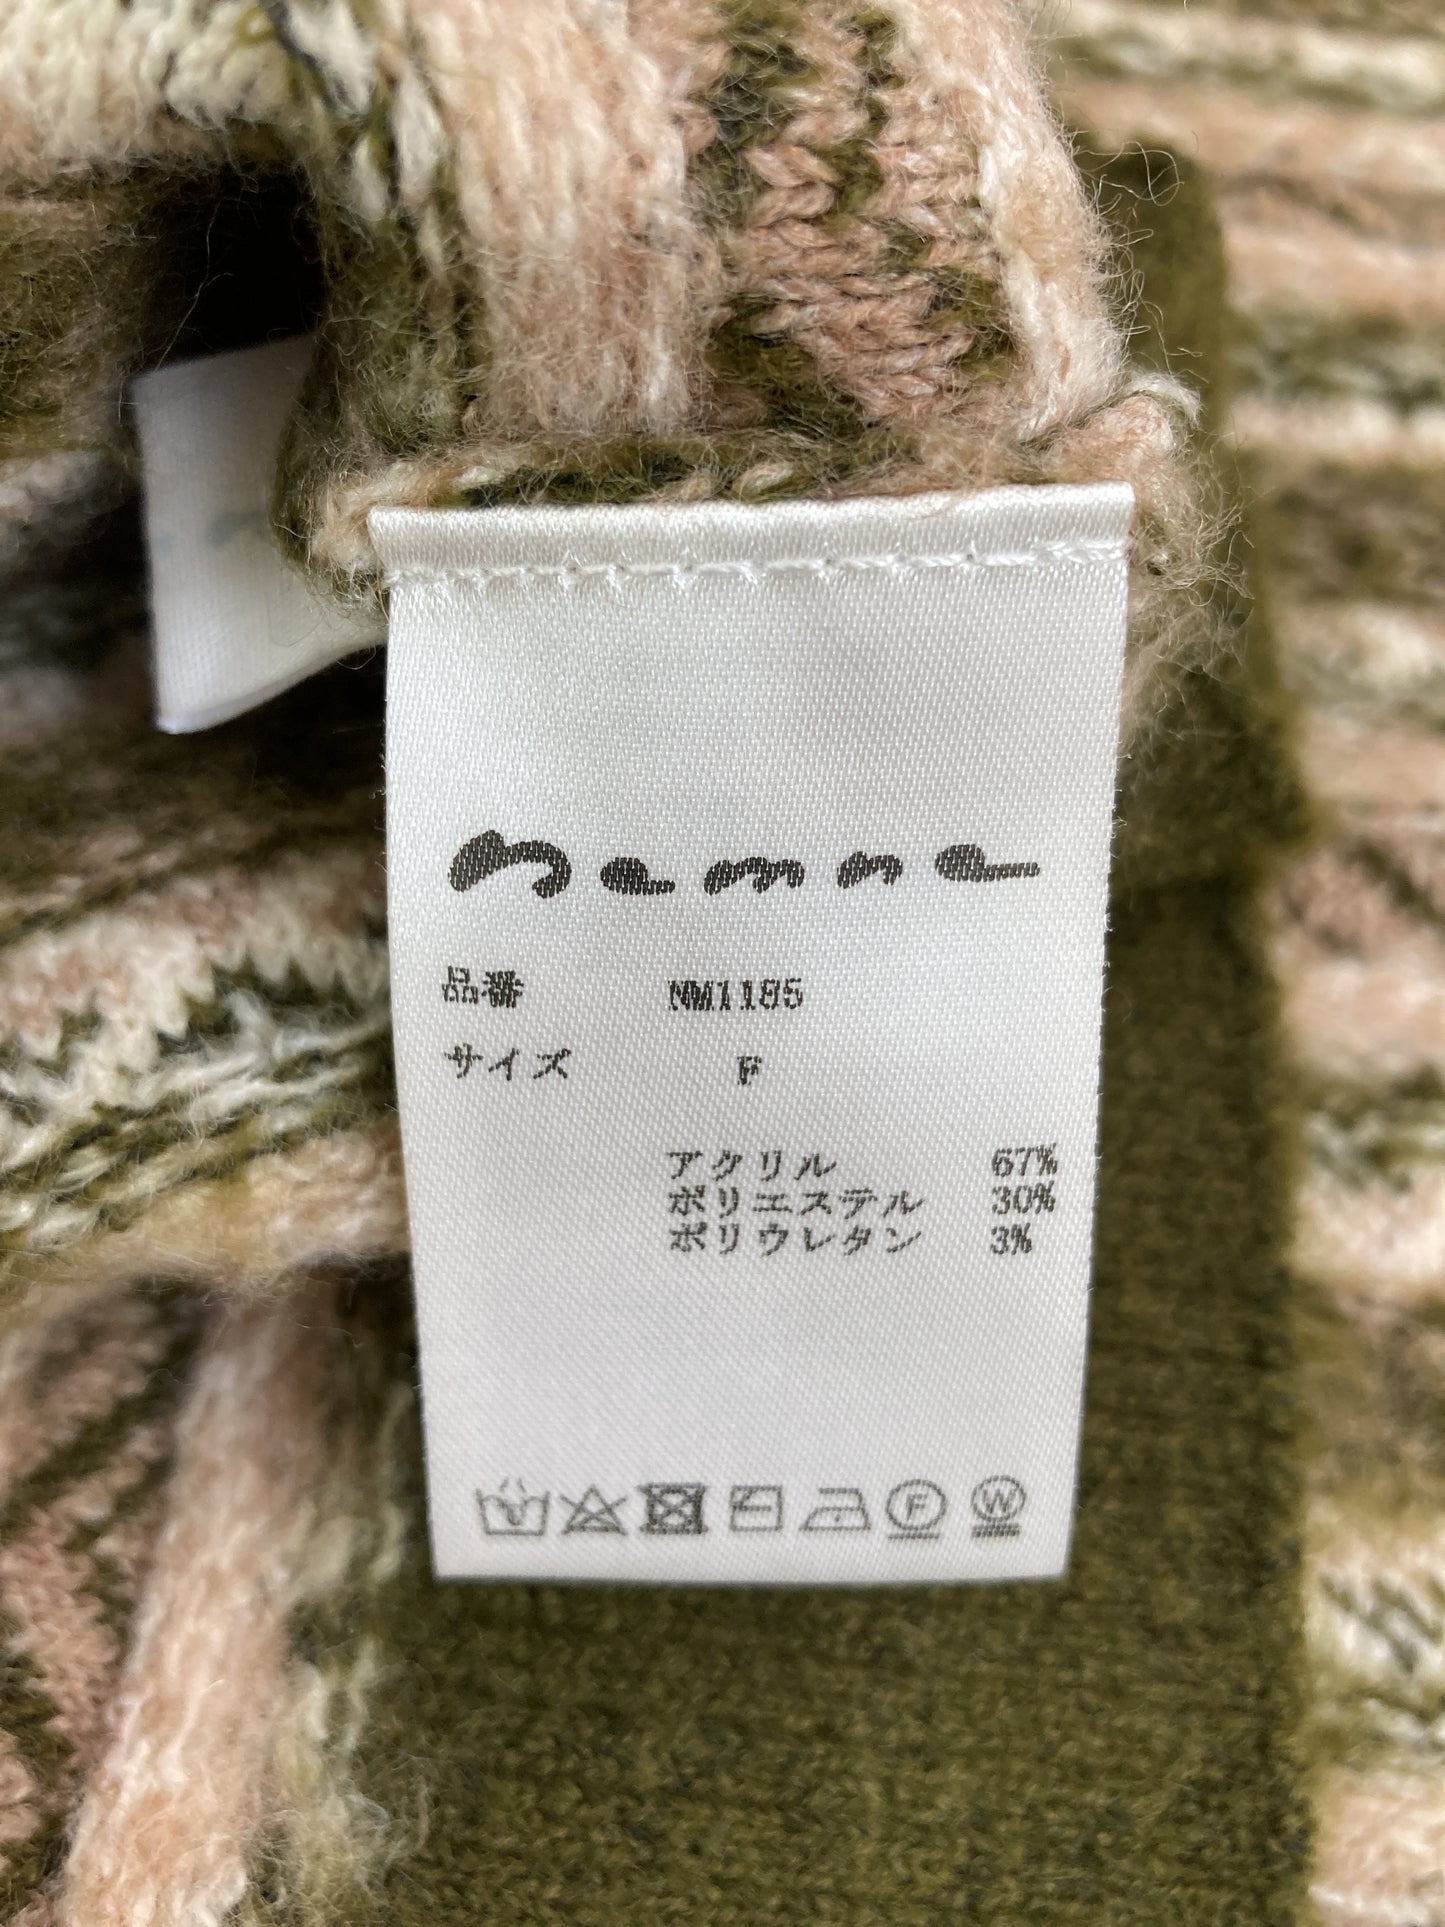 namna
品番 NM1185
サイズ F
アクリル 67%
ポリエステル 30%
ポリウレタン 3%
F W